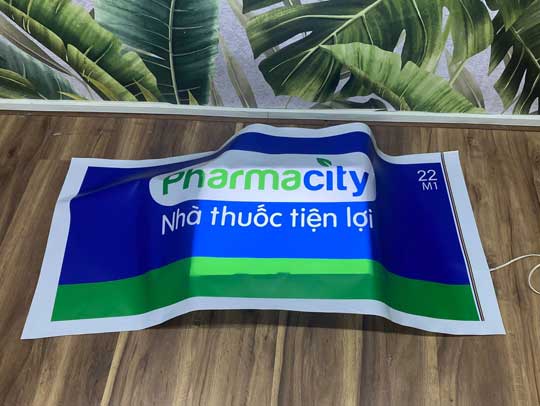 Pharmacity
Nhà thuốc tiện lợi
22
M1